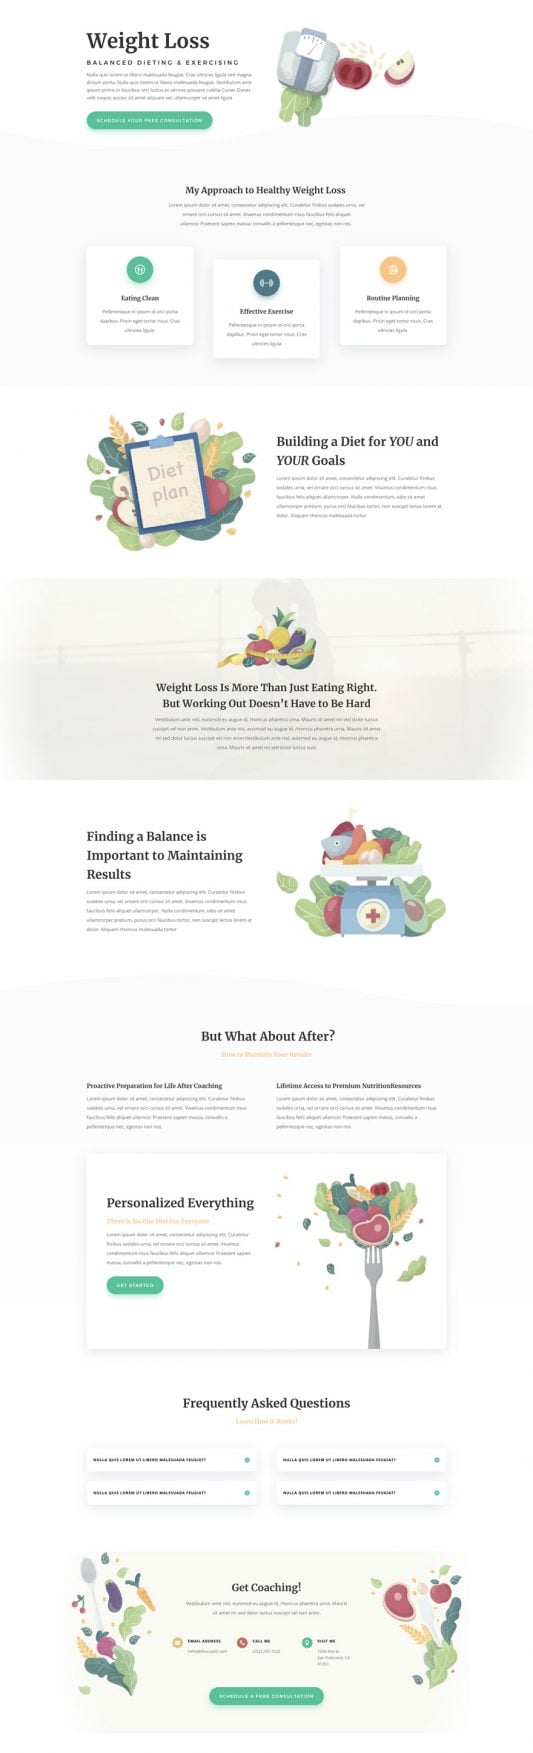 Weight Loss
BALANCED DIETING & EXERCISING
Nulla quis lorem ut libero malesuada feugiat. Cras ultricies ligula sed magna
dictum porta. Nulla quis lorem ut libero malesuada feugiat. Vestibulum ante
ipsum primis in faucibus orci luctus et ultrices posuere cubilia Curae; Donec
velit neque, auctor sit amet aliquam vel, ullamcorper sit amet ligula.
SCHEDULE YOUR FREE CONSULTATION
My Approach to Healthy Weight Loss
Lorem ipsum dolor sit amet, consectetur adipiscing elit. Curabitur finibus sodales urna, vel
ornare orci cursus sit amet. Vivamus condimentum risus faucibus felis aliquet
ullamcorper Praesent sapien massa, convallis a pellentesque nec, egestas non nisi.
Eating Clean
Pellentesque in ipsum id orci porta
dapibus. Proin eget tortor risus. Cras
ultricies ligula
Effective Exercise
Pellentesque in ipsum id orci porta
dapibus. Proin eget tortor risus. Cras
ultricies ligula
Routine Planning
Pellentesque in ipsum id orci porta
dapibus. Proin eget tortor risus. Cras
ultricies ligula
Diet
plan
Building a Diet for YOU and
YOUR Goals
Lorem ipsum dolor sit amet, consectetur adipiscing elit. Curabitur finibus
sodales urna, vel ornare orci cursus sit amet. Vivamus condimentum risus
faucibus felis aliquet ullamcorper. Nulla condimentum, odio sit amet
ullamcorper pretium, purus orci faucibus tortor, non suscipit lectus lorem at
dolor. Aliquam rhoncus malesuada tortor
Weight Loss Is More Than Just Eating Right.
But Working Out Doesn't Have to Be Hard
Vestibulum ante nisl, euismod eu augue id, rhoncus pharetra urna. Mauris sit amet mi sed dolor luctus
suscipit vel non enim. Vestibulum ante nisl, euismod eu augue id, rhoncus pharetra urna. Mauris sit amet
mi sed dolor luctus suscipit vel non enim.Vestibulum ante nisl, euismod eu augue id, rhoncus pharetra
urna. Mauris sit amet mi sed dolor luctus susc
Finding a Balance is
Important to Maintaining
Results
Lorem ipsum dolor sit amet, consectetur adipiscing elit. Curabitur finibus
sodales urna, vel ornare orci cursus sit amet. Vivamus condimentum risus
faucibus felis aliquet ullamcorper. Nulla condimentum, odio sit amet
ullamcorper pretium, purus orci faucibus tortor, non suscipit lectus lorem at
dolor. Aliquam rhoncus malesuada tortor
But What About After?
How to Maintain Your Results
Proactive Preparation for Life After Coaching
Lorem ipsum dolor sit amet, consectetur adipiscing elit. Curabitur finibus
sodales urna, vel ornare orci cursus sit amet. Vivamus condimentum risus
faucibus felis aliquet ullamcorper Praesent sapien massa, convallis a
pellentesque nec, egestas non nisi.
Lifetime Access to Premium NutritionResources
Lorem ipsum dolor sit amet, consectetur adipiscing elit. Curabitur finibus
sodales urna, vel ornare orci cursus sit amet. Vivamus condimentum risus
faucibus felis aliquet ullamcorper Praesent sapien massa, convallis a
pellentesque nec, egestas non nisi.
Personalized Everything
There is No One Diet For Everyone
Lorem ipsum dolor sit amet, consectetur adipiscing elit. Curabitur
finibus sodales urna, vel ornare orci cursus sit amet. Vivamus
condimentum risus faucibus felis aliquet ullamcorper Praesent sapien
massa, convallis a pellentesque nec, egestas non nisi.
GET STARTED
Frequently Asked Questions
Learn How it Works!
NULLA QUIS LOREM UT LIBERO MALESUADA FEUGIAT?
NULLA QUIS LOREM UT LIBERO MALESUADA FEUGIAT?
NULLA QUIS LOREM UT LIBERO MALESUADA FEUGIAT?
NULLA QUIS LOREM UT LIBERO MALESUADA FEUGIAT?
Get Coaching!
Vestibulum ante nisl, euismod eu augue id, rhoncus pharetra urna. Mauris
sit amet mi sed dolor luctus suscipit vel non enim.
EMAIL ADDRESS
hello@divicoach.com
CALL ME
(252) 235-1522
VISIT ME
1234 Divi st
San Francisco, CA
91351
SCHEDULE A FREE CONSULTATION